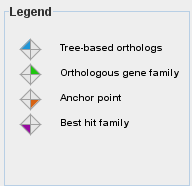 Legend
Tree-based orthologs
Orthologous gene family
Anchor point
Best hit family